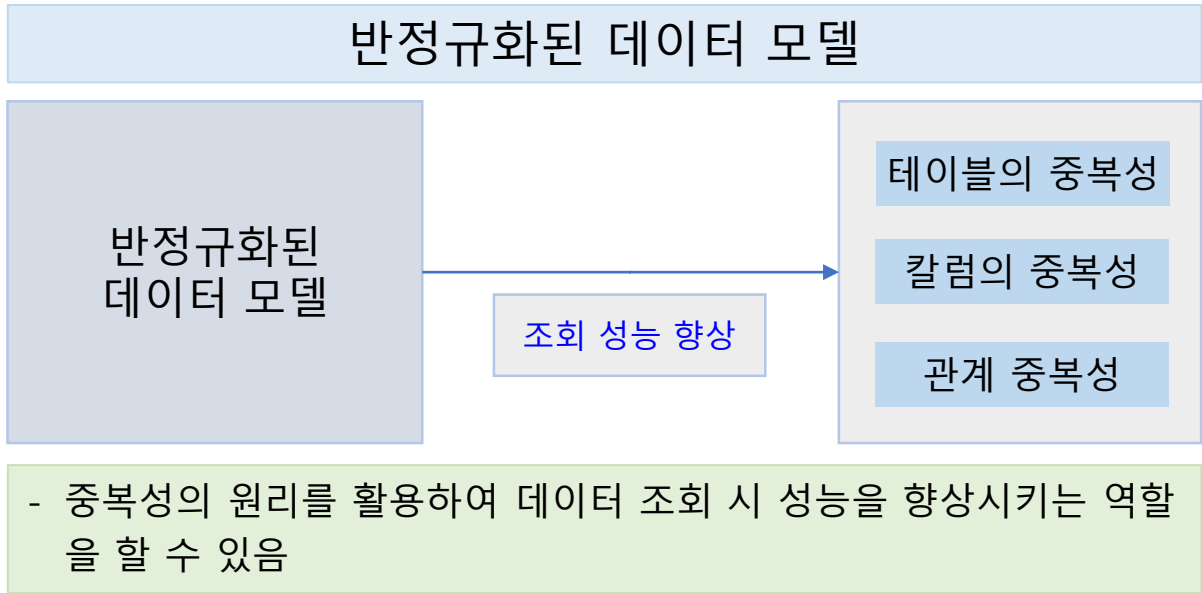 반정규화된 데이터 모델
반정규화된
데이터 모델
조회 성능 향상
테이블의 중복성
칼럼의 중복성
관계 중복성
- 중복성의 원리를 활용하여 데이터 조회 시 성능을 향상시키는 역할
을 할 수 있음